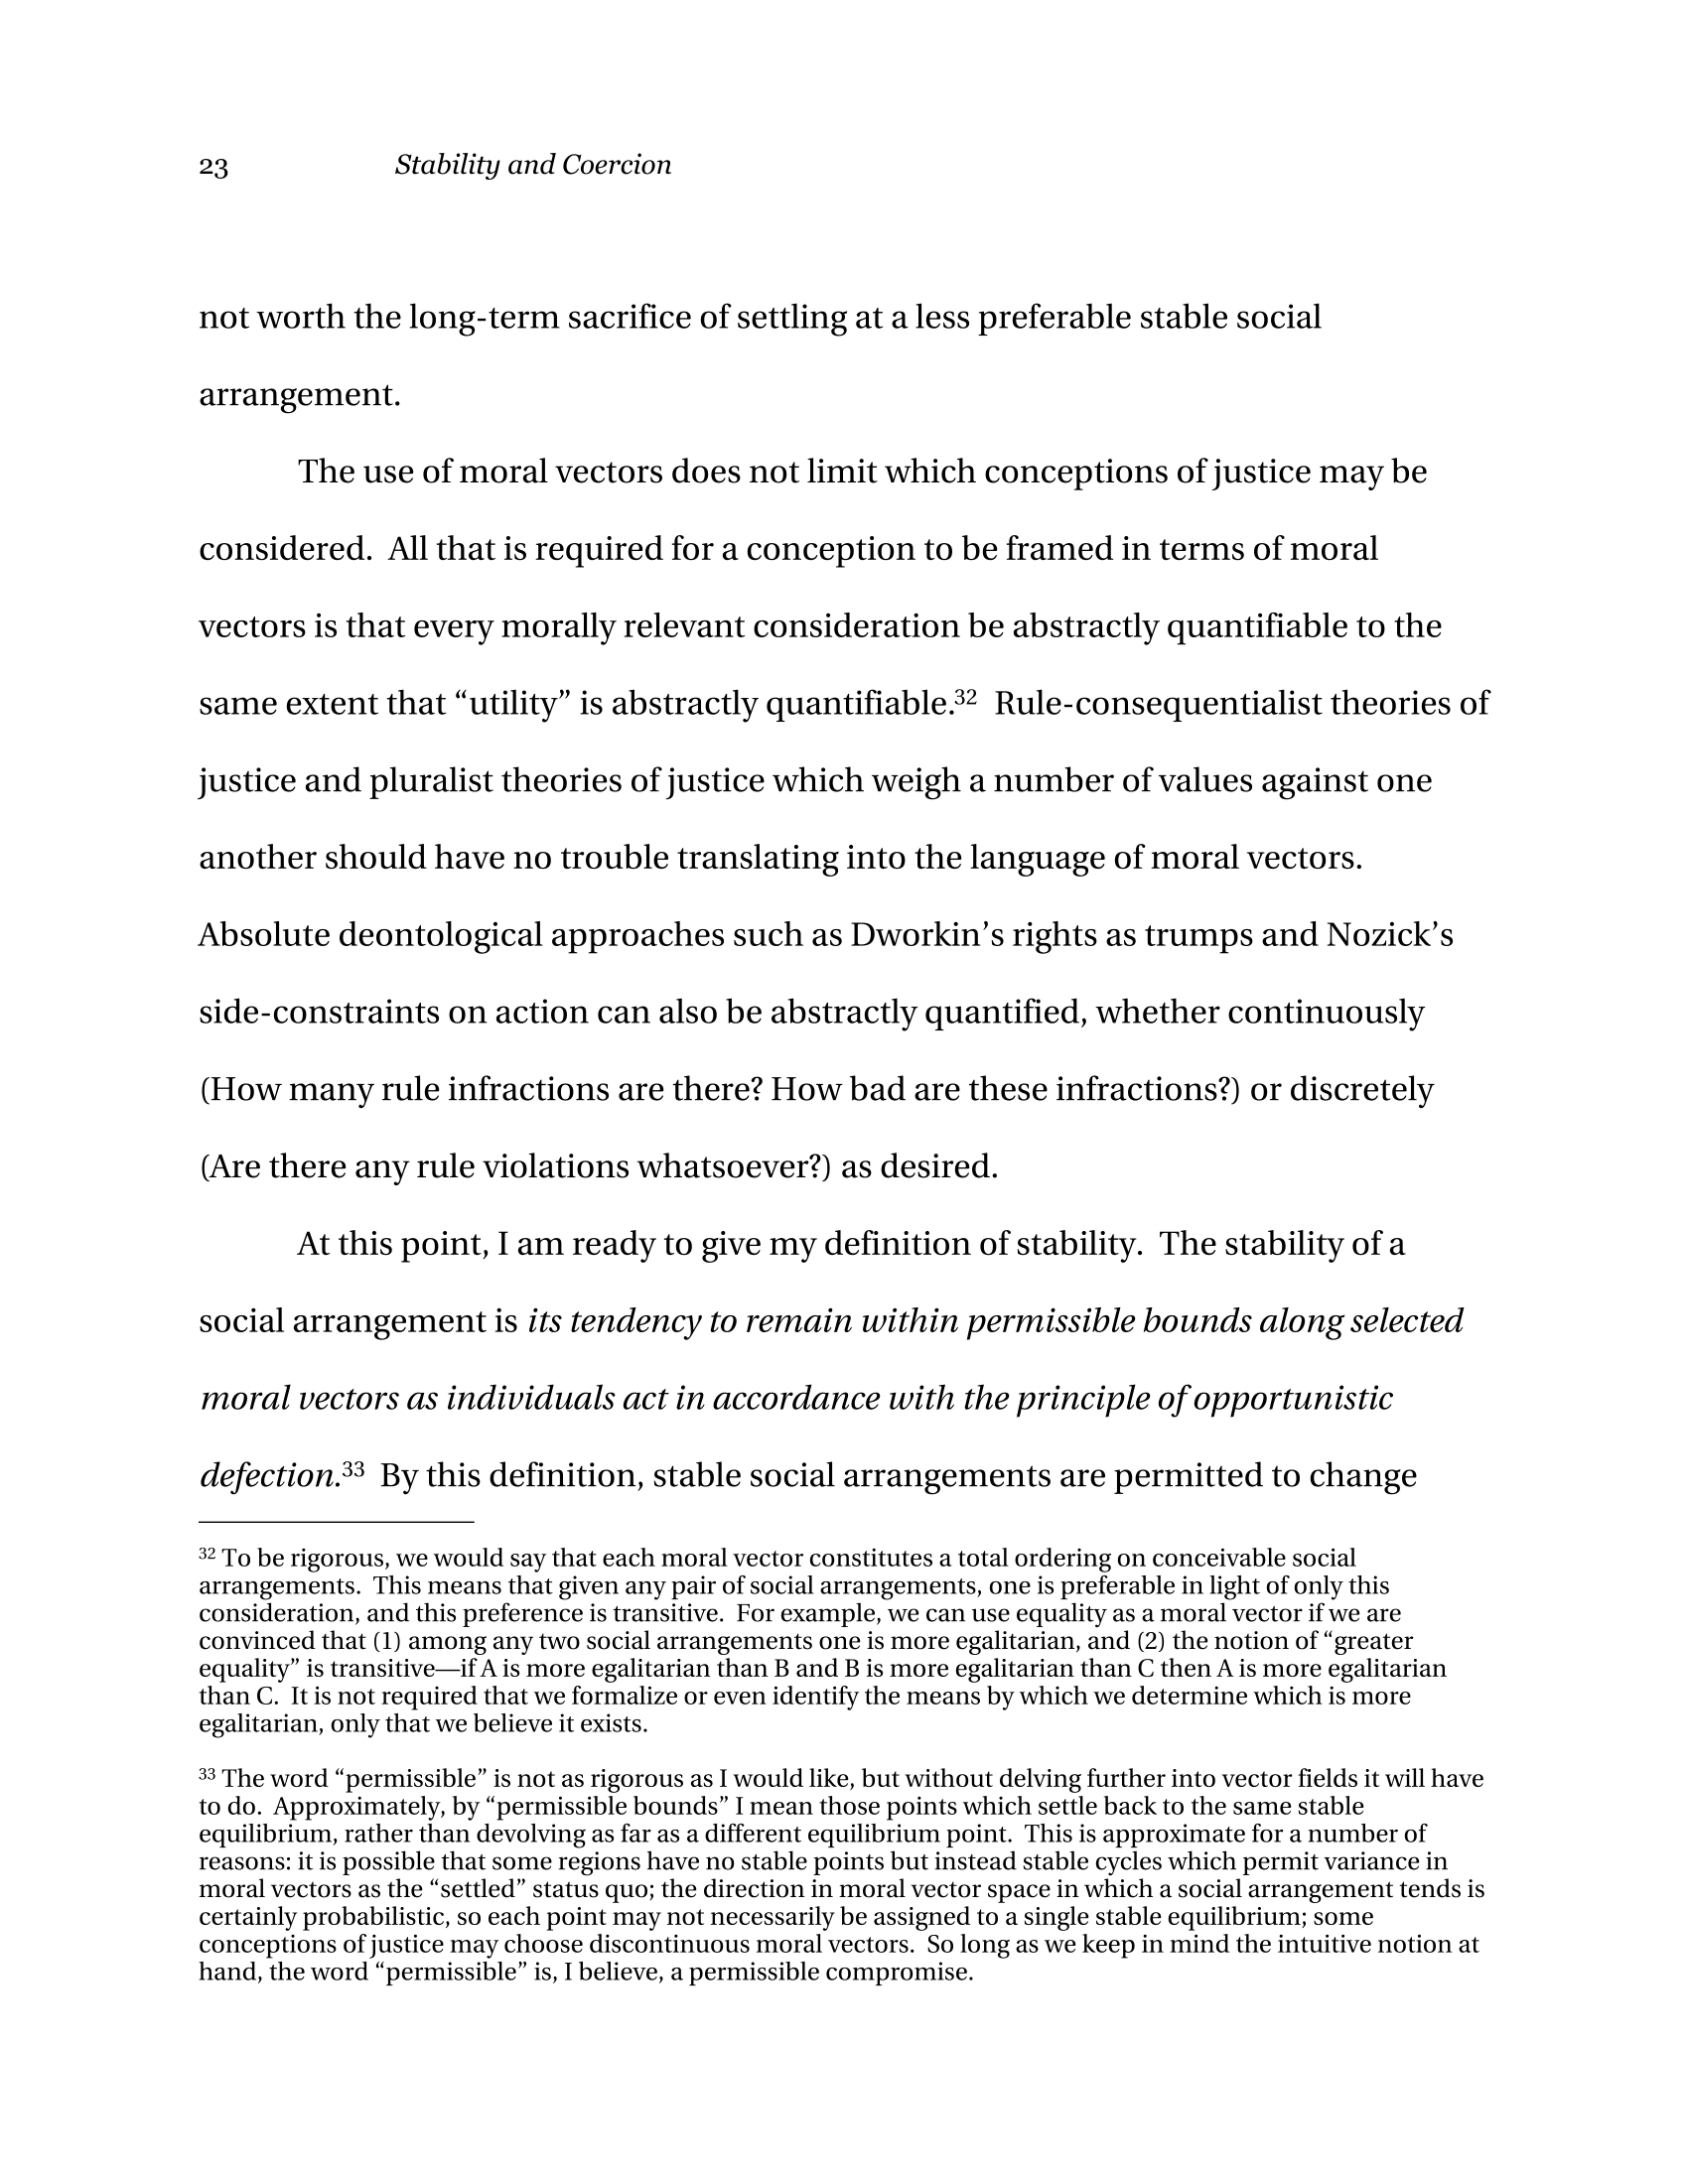 23 Stability and Coercion
not worth the long-term sacrifice of settling at a less preferable stable social
arrangement.
The use of moral vectors does not limit which conceptions of justice may be
considered.  All that is required for a conception to be framed in terms of moral
vectors is that every morally relevant consideration be abstractly quantifiable to the
same extent that “utility” is abstractly quantifiable.³²  Rule-consequentialist theories of
justice and pluralist theories of justice which weigh a number of values against one
another should have no trouble translating into the language of moral vectors.
Absolute deontological approaches such as Dworkin’s rights as trumps and Nozick’s
side-constraints on action can also be abstractly quantified, whether continuously
(How many rule infractions are there? How bad are these infractions?) or discretely
(Are there any rule violations whatsoever?) as desired.
At this point, I am ready to give my definition of stability.  The stability of a
social arrangement is its tendency to remain within permissible bounds along selected
moral vectors as individuals act in accordance with the principle of opportunistic
defection.³³  By this definition, stable social arrangements are permitted to change
³² To be rigorous, we would say that each moral vector constitutes a total ordering on conceivable social
arrangements.  This means that given any pair of social arrangements, one is preferable in light of only this
consideration, and this preference is transitive.  For example, we can use equality as a moral vector if we are
convinced that (1) among any two social arrangements one is more egalitarian, and (2) the notion of “greater
equality” is transitive—if A is more egalitarian than B and B is more egalitarian than C then A is more egalitarian
than C.  It is not required that we formalize or even identify the means by which we determine which is more
egalitarian, only that we believe it exists.
³³ The word “permissible” is not as rigorous as I would like, but without delving further into vector fields it will have
to do.  Approximately, by “permissible bounds” I mean those points which settle back to the same stable
equilibrium, rather than devolving as far as a different equilibrium point.  This is approximate for a number of
reasons: it is possible that some regions have no stable points but instead stable cycles which permit variance in
moral vectors as the “settled” status quo; the direction in moral vector space in which a social arrangement tends is
certainly probabilistic, so each point may not necessarily be assigned to a single stable equilibrium; some
conceptions of justice may choose discontinuous moral vectors.  So long as we keep in mind the intuitive notion at
hand, the word “permissible” is, I believe, a permissible compromise.